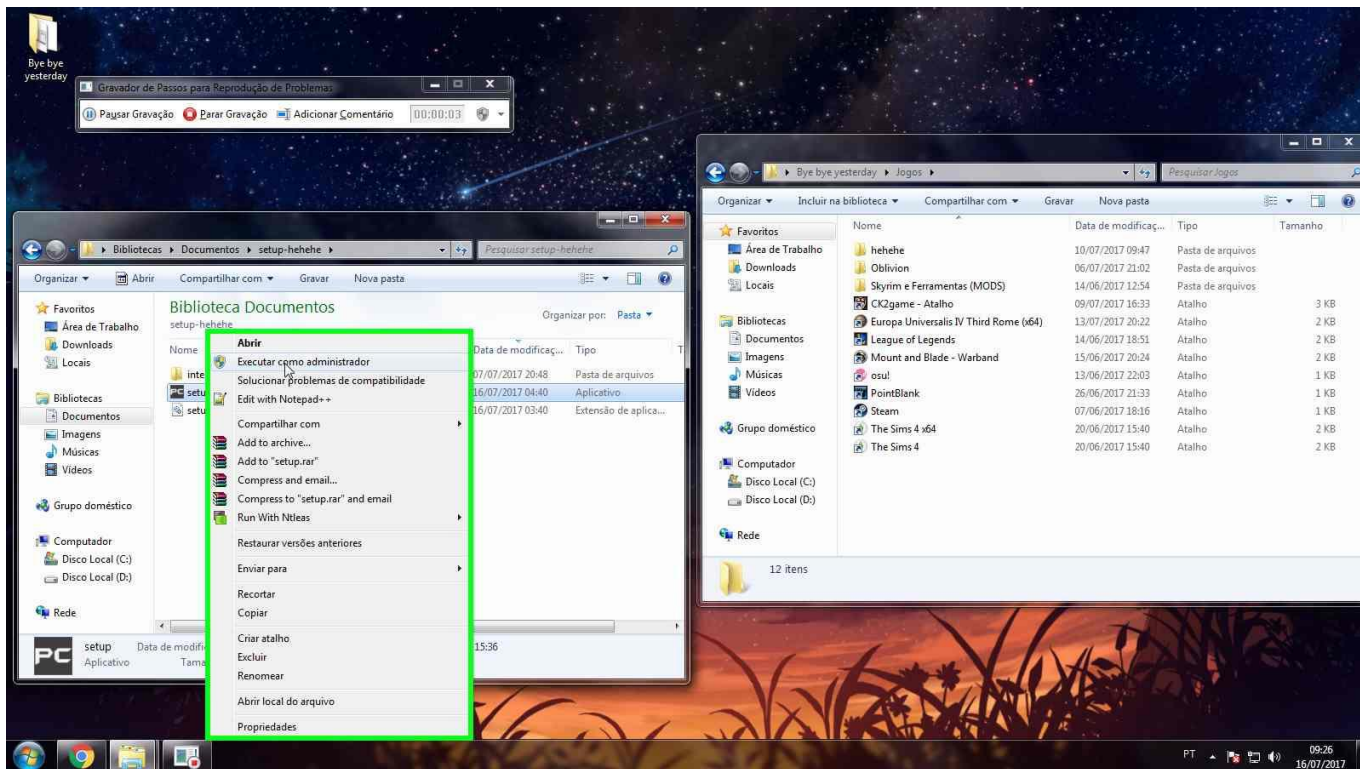 Bye bye
yesterday
Gravador de Passos para Reprodução de Problemas
Pausar Gravação Parar Gravação Adicionar Comentário 00:00:03
Bibliotecas Documentos setup-hehehe Pesquisar setup-hehehe
Organizar Abrir Compartilhar com Gravar Nova pasta
Favoritos
Área de Trabalho
Downloads
Locais
Bibliotecas
Documentos
Imagens
Músicas
Vídeos
Grupo doméstico
Computador
Disco Local (C:)
Disco Local (D:)
Rede
Biblioteca Documentos
setup-hehehe
Organizar por: Pasta
Nome Data de modificaç... Tipo T
inte 07/07/2017 20:48 Pasta de arquivos
setu 16/07/2017 04:40 Aplicativo
setu 16/07/2017 03:40 Extensão de aplica...
Abrir
Executar como administrador
Solucionar problemas de compatibilidade
Edit with Notepad++
Compartilhar com
Add to archive...
Add to "setup.rar"
Compress and email...
Compress to "setup.rar" and email
Run With Ntleas
Restaurar versões anteriores
Enviar para
Recortar
Copiar
Criar atalho
Excluir
Renomear
Abrir local do arquivo
Propriedades
PC setup Data de modifi 15:36
Aplicativo Tama
Bye bye yesterday Jogos Pesquisar Jogos
Organizar Incluir na biblioteca Compartilhar com Gravar Nova pasta
Favoritos
Área de Trabalho
Downloads
Locais
Bibliotecas
Documentos
Imagens
Músicas
Vídeos
Grupo doméstico
Computador
Disco Local (C:)
Disco Local (D:)
Rede
Nome Data de modificaç... Tipo Tamanho
hehehe 10/07/2017 09:47 Pasta de arquivos
Oblivion 06/07/2017 21:02 Pasta de arquivos
Skyrim e Ferramentas (MODS) 14/06/2017 12:54 Pasta de arquivos
CK2game - Atalho 09/07/2017 16:33 Atalho 3 KB
Europa Universalis IV Third Rome (x64) 13/07/2017 20:22 Atalho 2 KB
League of Legends 14/06/2017 18:51 Atalho 2 KB
Mount and Blade - Warband 15/06/2017 20:24 Atalho 2 KB
osu! 13/06/2017 22:03 Atalho 1 KB
PointBlank 26/06/2017 21:33 Atalho 1 KB
Steam 07/06/2017 18:16 Atalho 1 KB
The Sims 4 x64 20/06/2017 15:40 Atalho 2 KB
The Sims 4 20/06/2017 15:40 Atalho 2 KB
12 itens
PT 09:26
16/07/2017